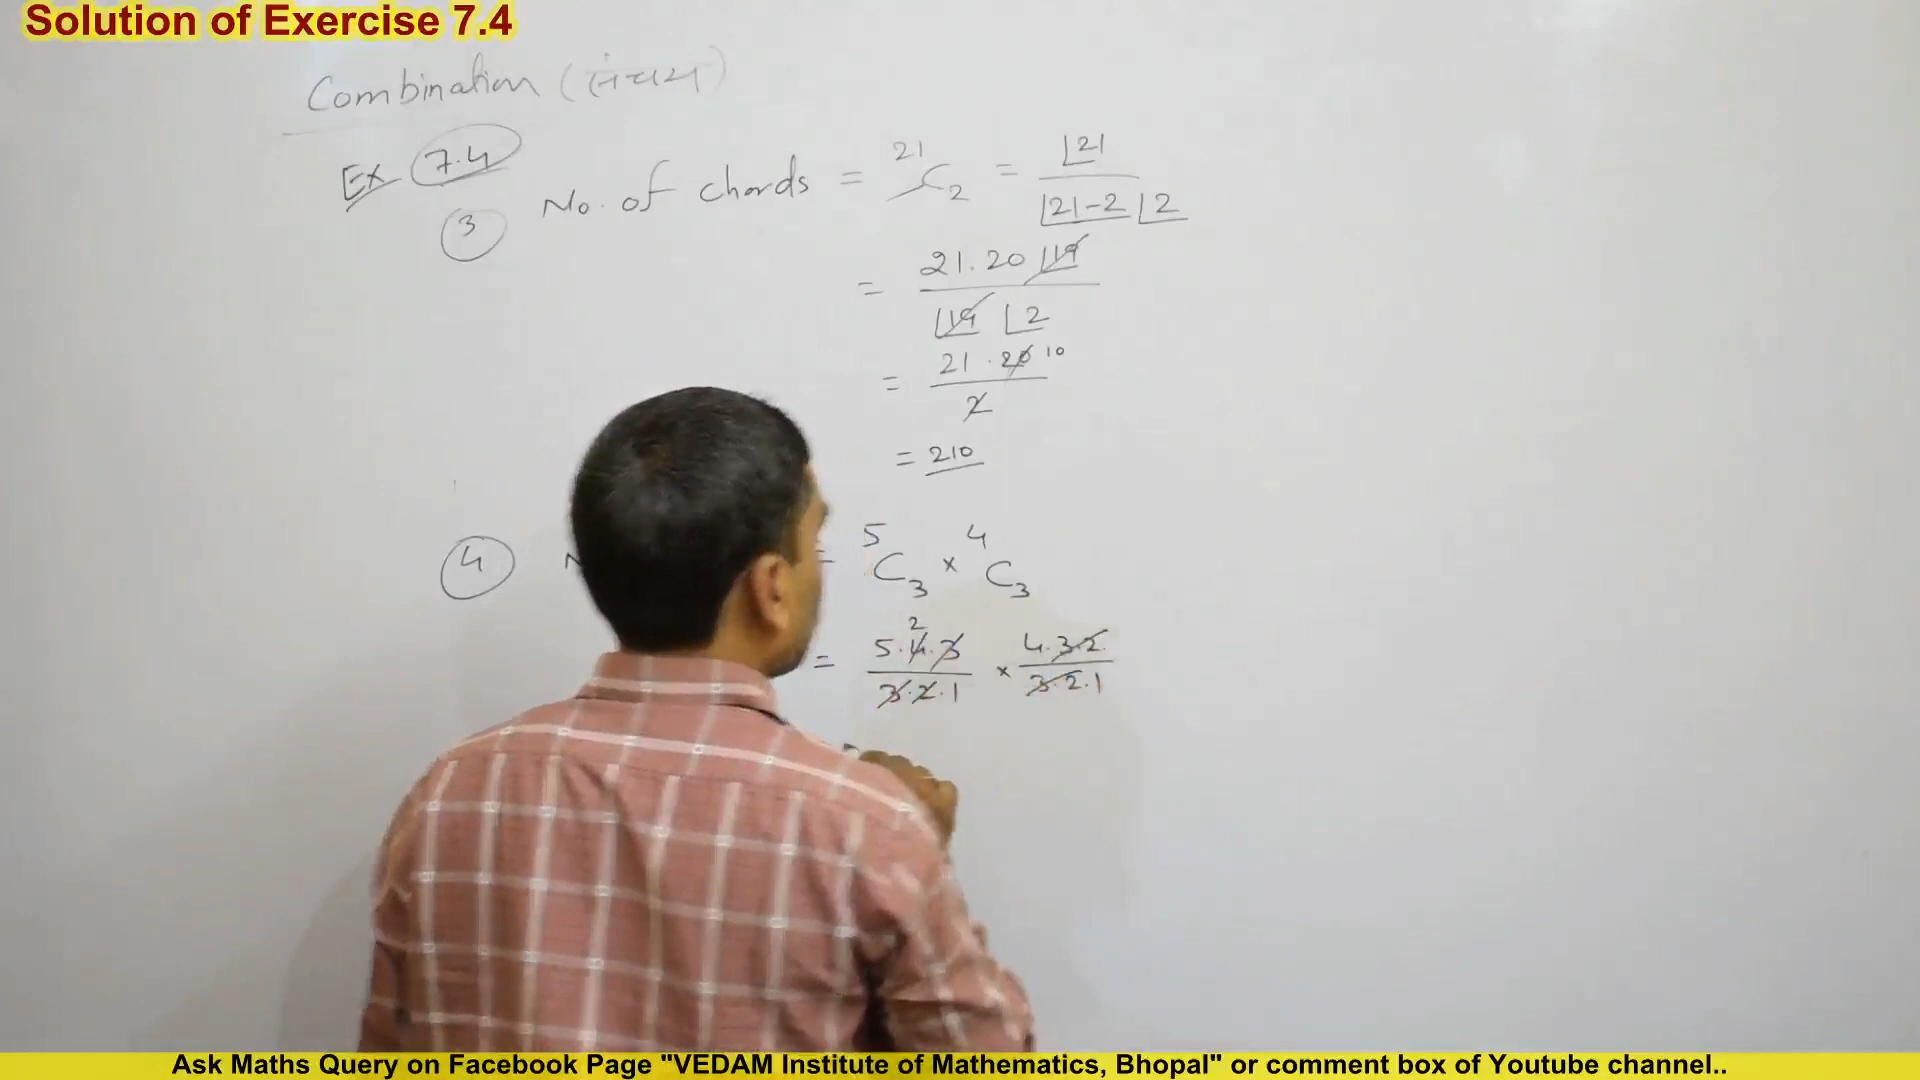 Solution of Exercise 7.4
Combination (संचय)
Ex 7.4
3 No. of chords = ²¹C₂ = ⌊21 / ⌊21-2 ⌊2
= 21.20 ⌊19 / ⌊19 ⌊2
= 21 . 20 10 / 2
= 210
4 = ⁵C₃ × ⁴C₃
= 5.4.3 2 / 3.2.1 × 4.3.2. / 3.2.1
Ask Maths Query on Facebook Page "VEDAM Institute of Mathematics, Bhopal" or comment box of Youtube channel..